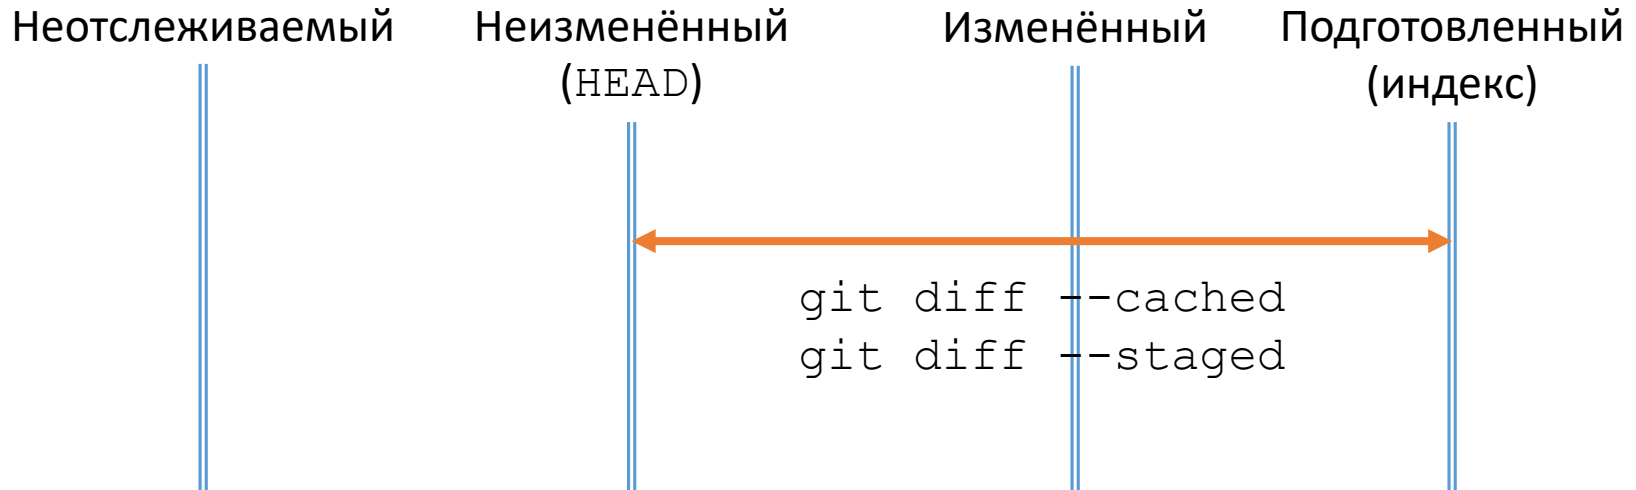 Неотслеживаемый
Неизменённый
(HEAD)
Изменённый
Подготовленный
(индекс)
git diff --cached
git diff --staged